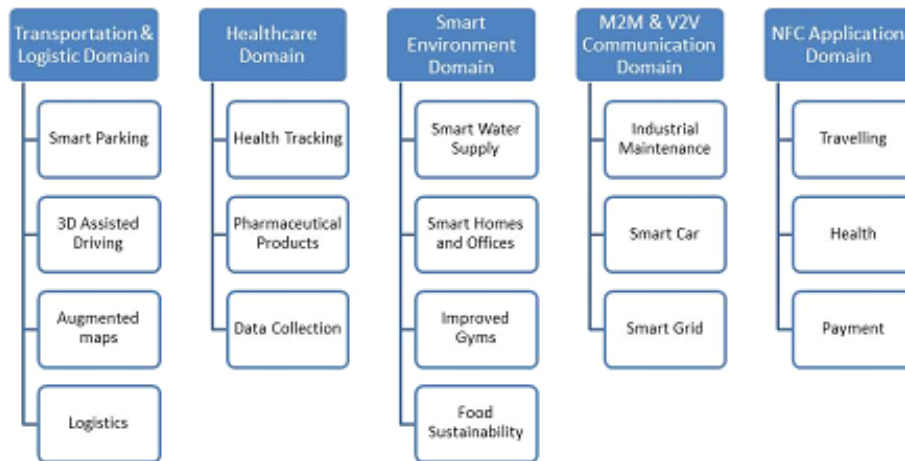 Transportation &
Logistic Domain
Smart Parking
3D Assisted
Driving
Augmented
maps
Logistics
Healthcare
Domain
Health Tracking
Pharmaceutical
Products
Data Collection
Smart
Environment
Domain
Smart Water
Supply
Smart Homes
and Offices
Improved
Gyms
Food
Sustainability
M2M & V2V
Communication
Domain
Industrial
Maintenance
Smart Car
Smart Grid
NFC Application
Domain
Travelling
Health
Payment